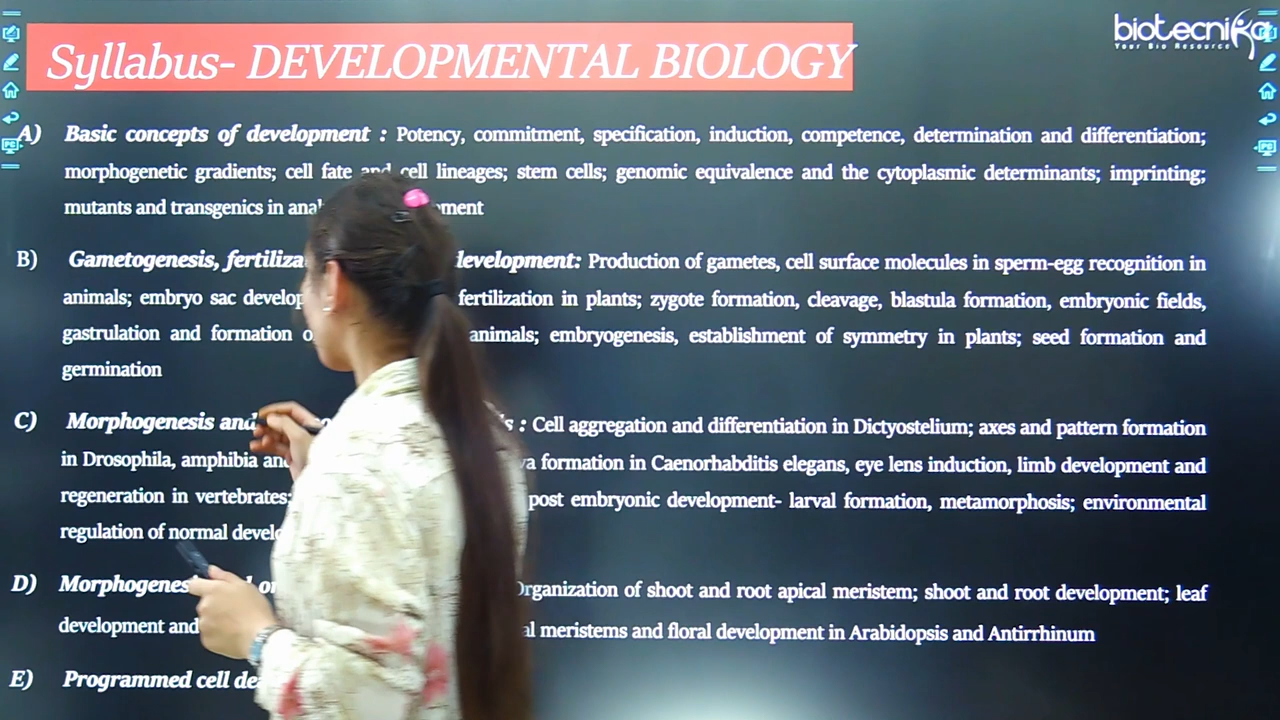 biotecnika
Your Bio Resource
Syllabus- DEVELOPMENTAL BIOLOGY
A) Basic concepts of development : Potency, commitment, specification, induction, competence, determination and differentiation;
morphogenetic gradients; cell fate and cell lineages; stem cells; genomic equivalence and the cytoplasmic determinants; imprinting;
mutants and transgenics in
B) Gametogenesis, development: Production of gametes, cell surface molecules in sperm-egg recognition in
animals; embryo sac fertilization in plants; zygote formation, cleavage, blastula formation, embryonic fields,
gastrulation and formation animals; embryogenesis, establishment of symmetry in plants; seed formation and
germination
C) Morphogenesis and : Cell aggregation and differentiation in Dictyostelium; axes and pattern formation
in Drosophila, amphibia formation in Caenorhabditis elegans, eye lens induction, limb development and
regeneration in vertebrates; post embryonic development- larval formation, metamorphosis; environmental
regulation of normal
D) Organization of shoot and root apical meristem; shoot and root development; leaf
development and meristems and floral development in Arabidopsis and Antirrhinum
E) Programmed cell